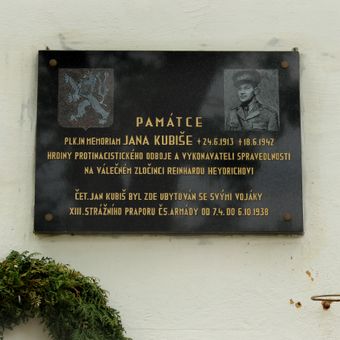 PAMÁTCE
PLK.IN MEMORIAM JANA KUBIŠE ⋆24.6.1913 †18.6.1942
HRDINY PROTINACISTICKÉHO ODBOJE A VYKONAVATELI SPRAVEDLNOSTI
NA VÁLEČNÉM ZLOČINCI REINHARDU HEYDRICHOVI
ČET. JAN KUBIŠ BYL ZDE UBYTOVÁN SE SVÝMI VOJÁKY
XIII. STRÁŽNÍHO PRAPORU ČS. ARMÁDY OD 7.4. DO 6.10 1938